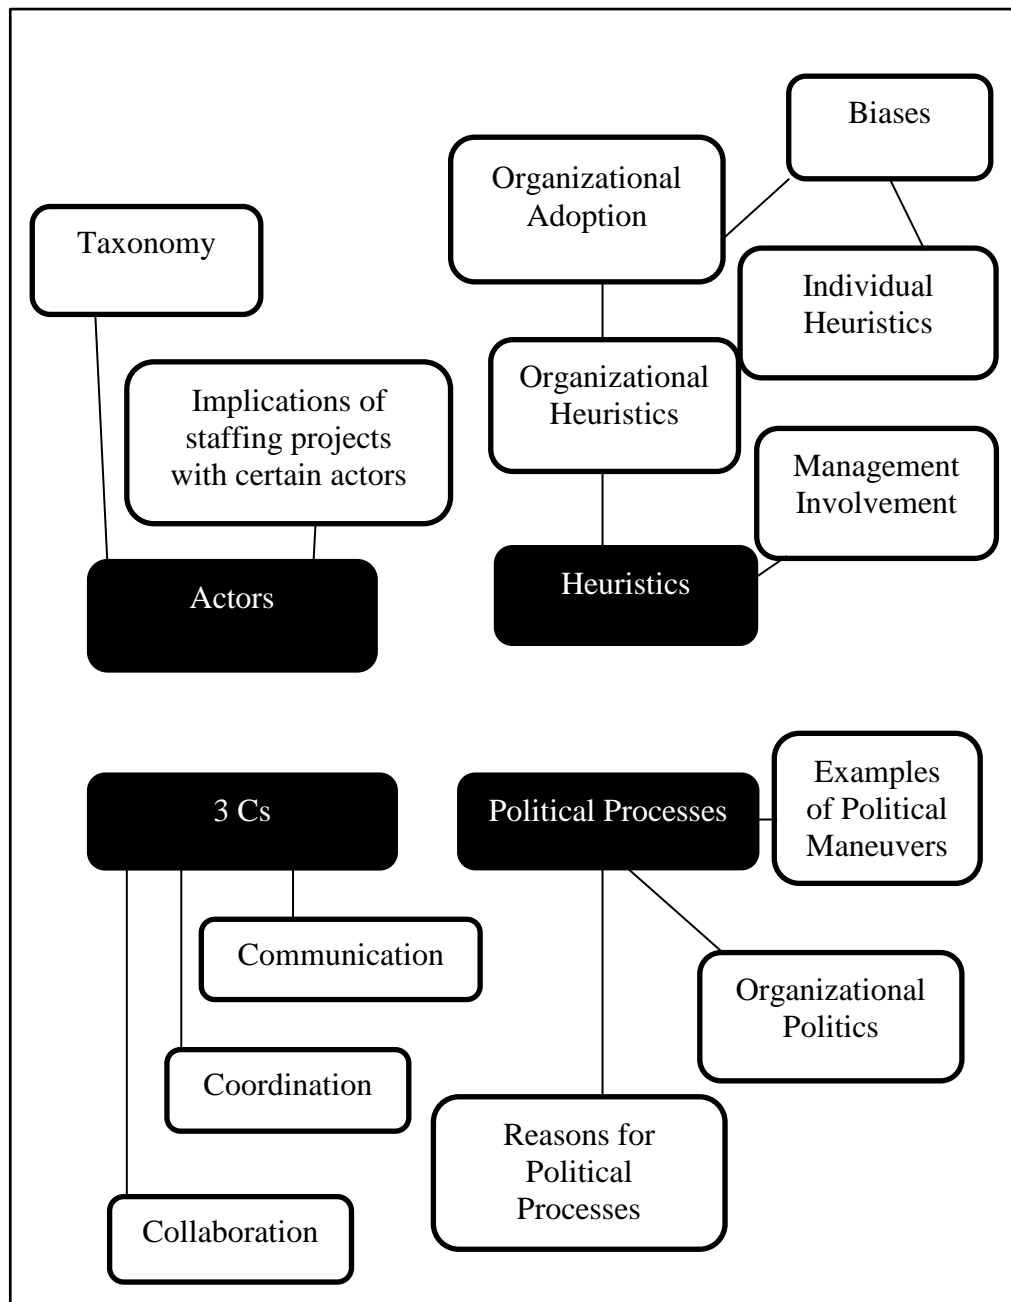 Biases
Organizational
Adoption
Taxonomy
Individual
Heuristics
Organizational
Heuristics
Implications of
staffing projects
with certain actors
Management
Involvement
Heuristics
Actors
3 Cs
Political Processes
Examples
of Political
Maneuvers
Communication
Organizational
Politics
Coordination
Reasons for
Political
Processes
Collaboration